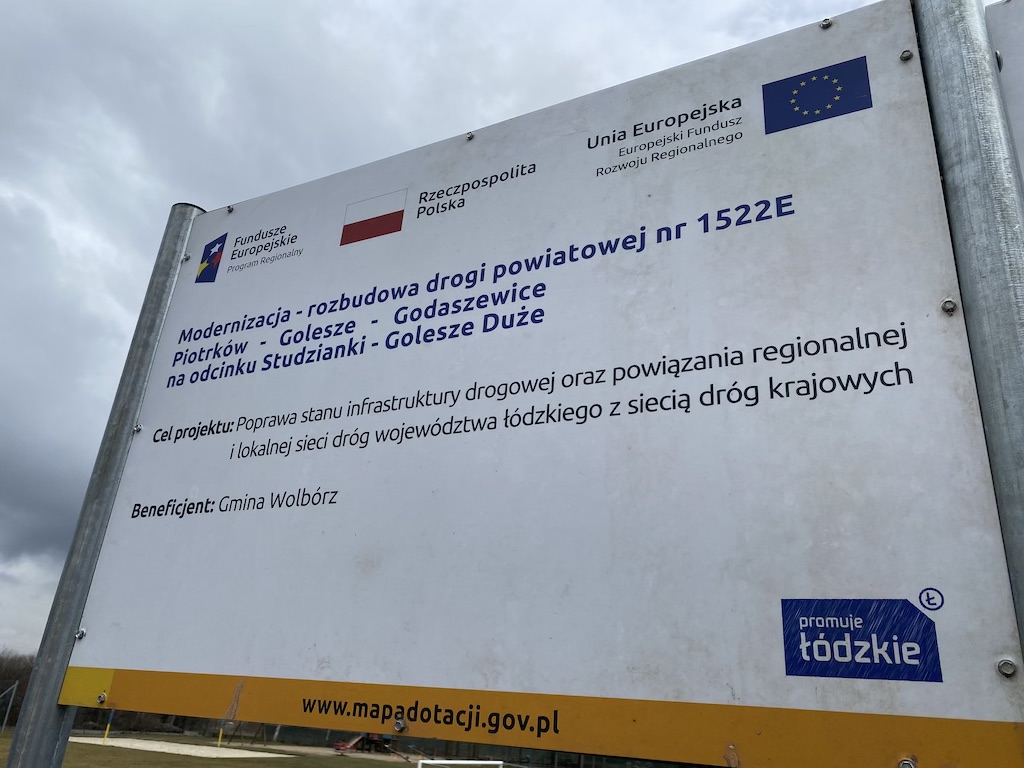 Fundusze
Europejskie
Program Regionalny
Rzeczpospolita
Polska
Unia Europejska
Europejski Fundusz
Rozwoju Regionalnego
Modernizacja - rozbudowa drogi powiatowej nr 1522E
Piotrków - Golesze - Godaszewice
na odcinku Studzianki - Golesze Duże
Cel projektu: Poprawa stanu infrastruktury drogowej oraz powiązania regionalnej
i lokalnej sieci dróg województwa łódzkiego z siecią dróg krajowych
Beneficjent: Gmina Wolbórz
Ł
promuje
łódzkie
www.mapadotacji.gov.pl